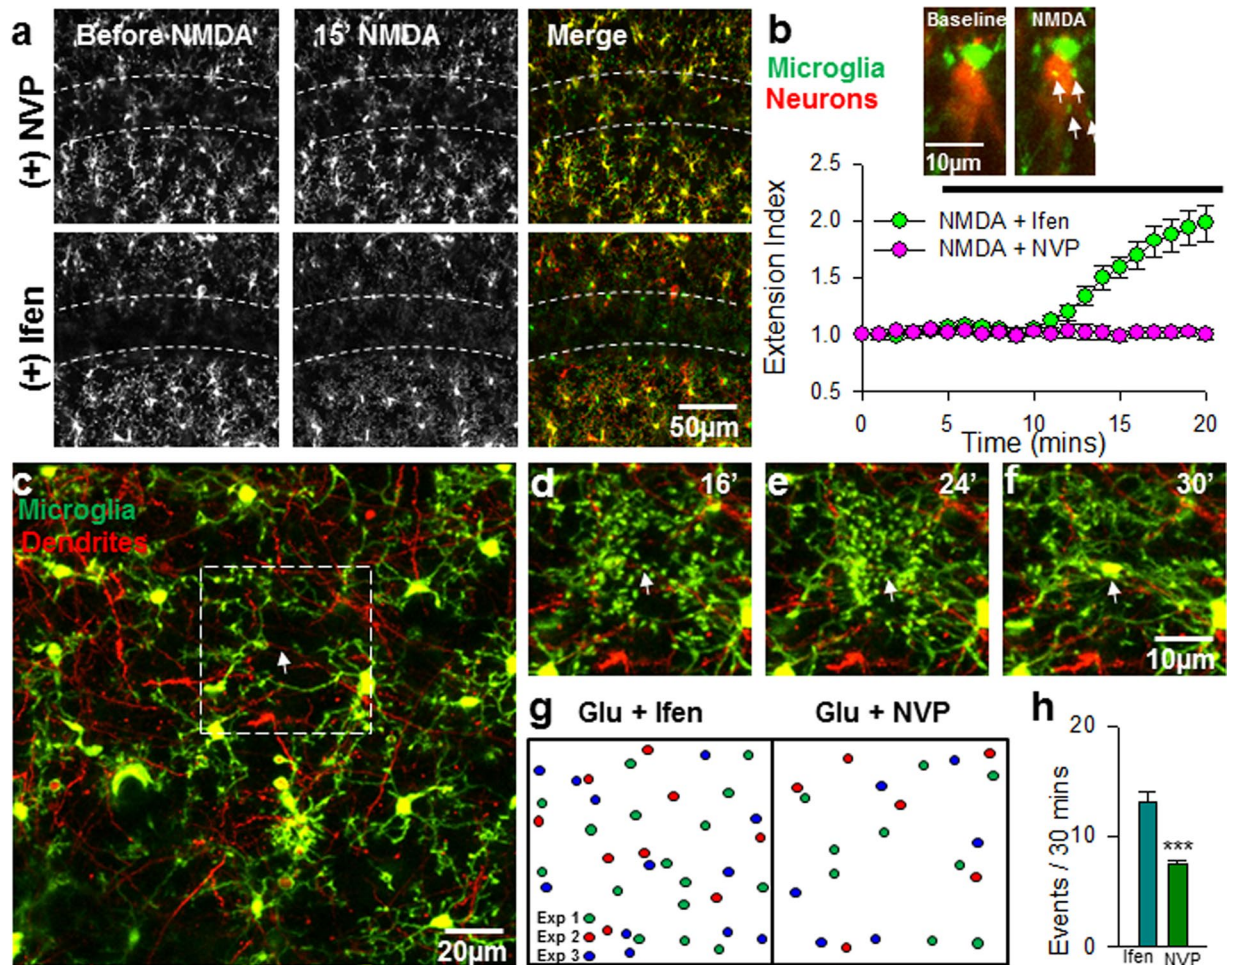 a
Before NMDA'
15' NMDA
Merge
(+) NVP
(+) Ifen
50µm
b
Microglia
Neurons
Baseline
NMDA
10µm
2.5
2.0
1.5
1.0
0.5
Extension Index
NMDA + Ifen
NMDA + NVP
0
5
10
15
20
Time (mins)
c
Microglia
Dendrites
20µm
d
16'
e
24'
f
30'
10µm
g
Glu + Ifen
Glu + NVP
Exp 1
Exp 2
Exp 3
h
20
10
0
Events / 30 mins
***
Ifen
NVP